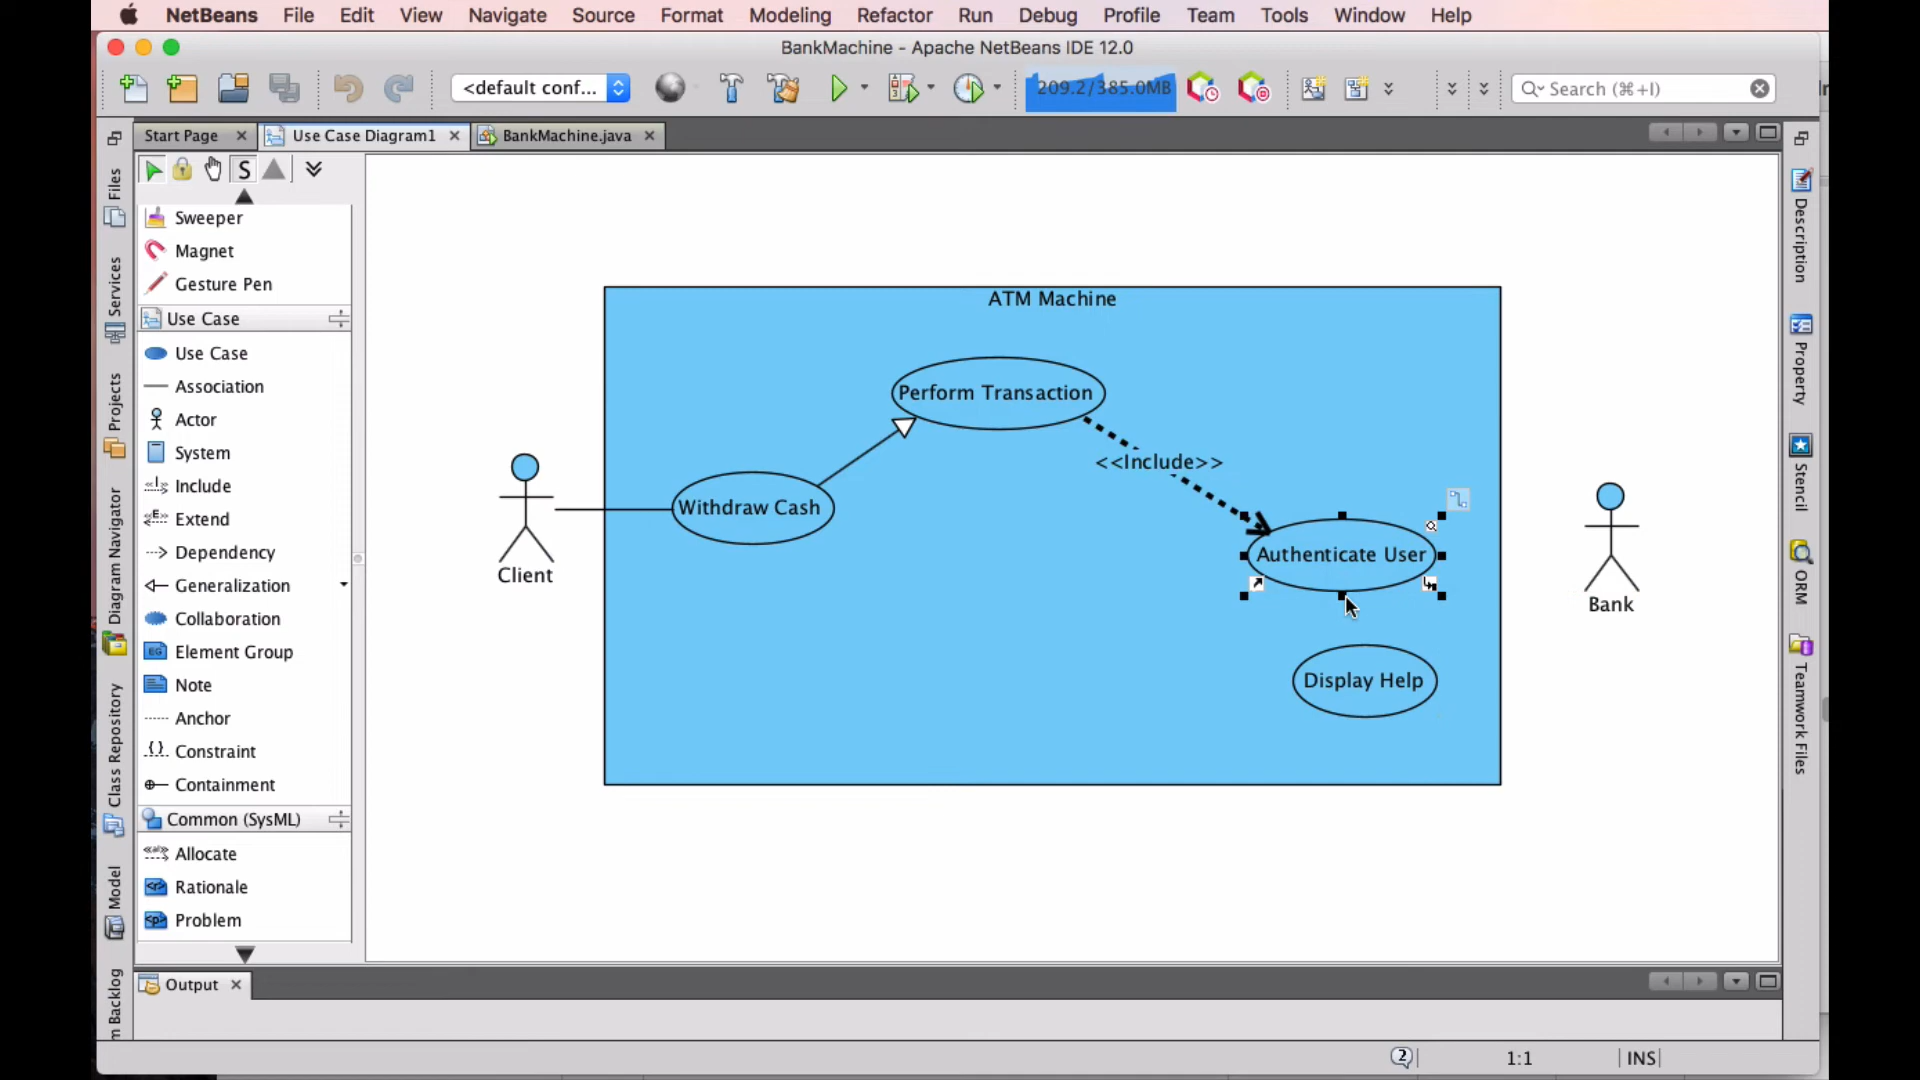 NetBeans File Edit View Navigate Source Format Modeling Refactor Run Debug Profile Team Tools Window Help
BankMachine - Apache NetBeans IDE 12.0
<default conf... 209.2/385.0MB Search (⌘+I)
Start Page Use Case Diagram1 BankMachine.java
S
Sweeper
Magnet
Gesture Pen
Use Case
Use Case
Association
Actor
System
Include
Extend
Dependency
Generalization
Collaboration
Element Group
Note
Anchor
Constraint
Containment
Common (SysML)
Allocate
Rationale
Problem
Files
Services
Projects
Diagram Navigator
Class Repository
Model
m Backlog
ATM Machine
Perform Transaction
<<Include>>
Withdraw Cash
Authenticate User
Display Help
Client
Bank
Description
Property
Stencil
ORM
Teamwork Files
Output
2 1:1 INS